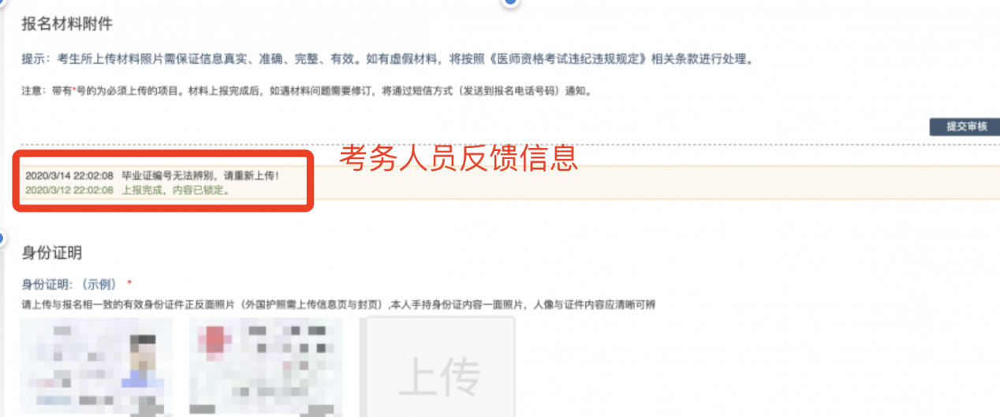 报名材料附件
提示：考生所上传材料照片需保证信息真实、准确、完整、有效。如有虚假材料，将按照《医师资格考试违纪违规规定》相关条款进行处理。
注意：带有*号的为必须上传的项目。材料上报完成后，如遇材料问题需要修订，将通过短信方式（发送到报名电话号码）通知。
提交审核
考务人员反馈信息
2020/3/14 22:02:08 毕业证编号无法辨别，请重新上传！
2020/3/12 22:02:08 上报完成，内容已锁定。
身份证明
身份证明:（示例） *
请上传与报名相一致的有效身份证件正反面照片（外国护照需上传信息页与封页）,本人手持身份证内容一面照片，人像与证件内容应清晰可辨
上传